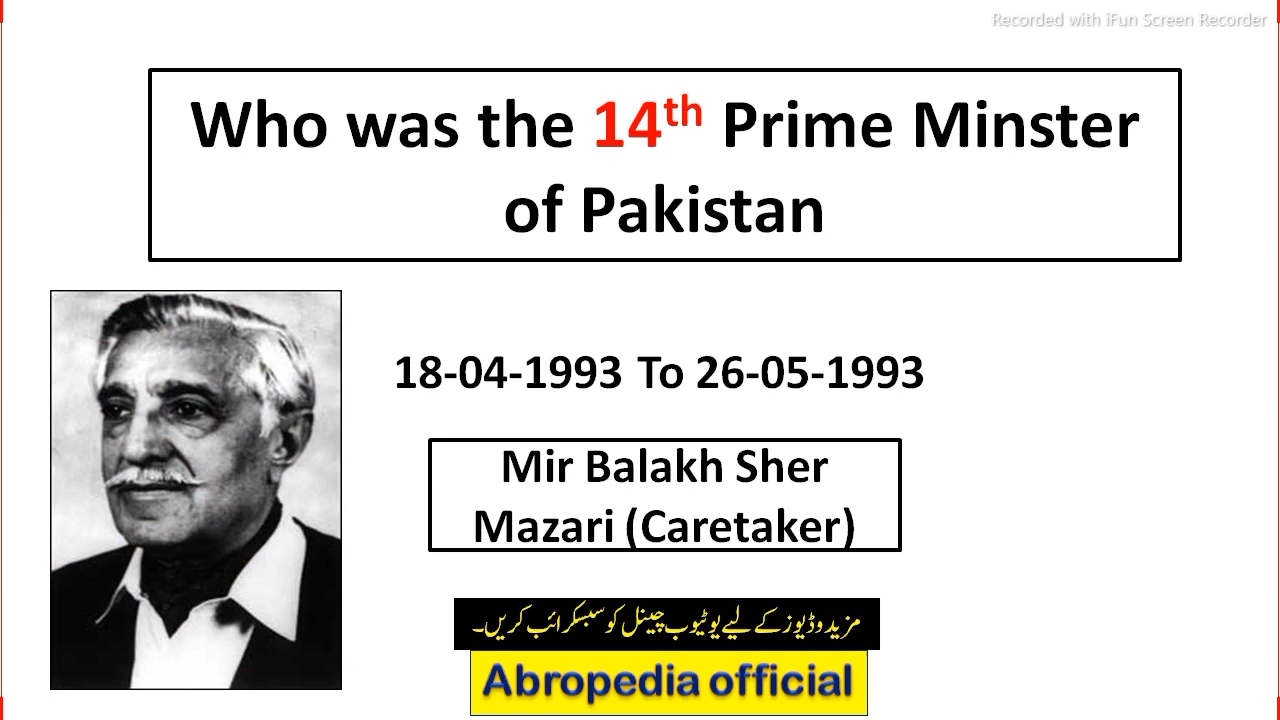 Recorded with iFun Screen Recorder
Who was the 14th Prime Minster
of Pakistan
18-04-1993 To 26-05-1993
Mir Balakh Sher
Mazari (Caretaker)
مزید وڈیوز کے لیے یوٹیوب چینل کو سبسکرائب کریں۔
Abropedia official